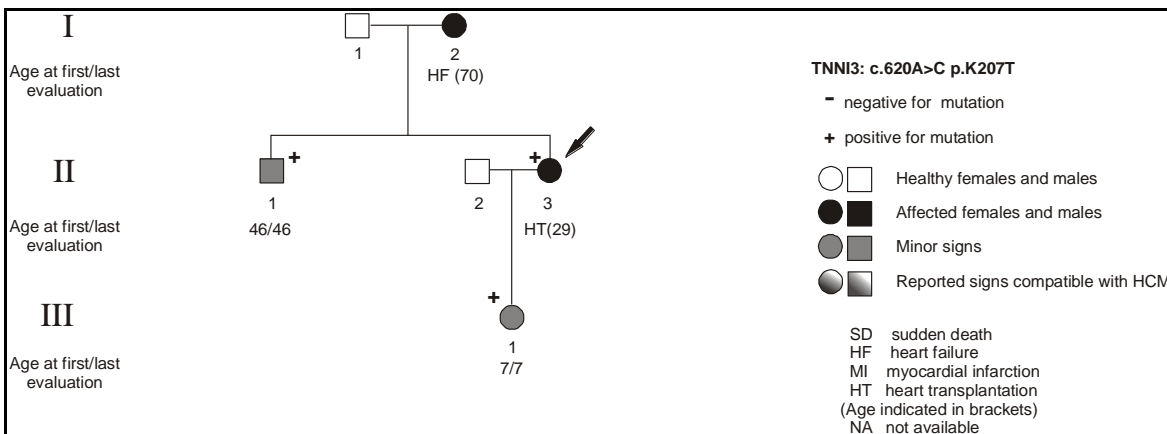 I
Age at first/last
evaluation
1
2
HF (70)
II
Age at first/last
evaluation
+
+
1
46/46
2
3
HT(29)
III
Age at first/last
evaluation
+
1
7/7
TNNI3: c.620A>C p.K207T
- negative for mutation
+ positive for mutation
Healthy females and males
Affected females and males
Minor signs
Reported signs compatible with HCM
SD sudden death
HF heart failure
MI myocardial infarction
HT heart transplantation
(Age indicated in brackets)
NA not available